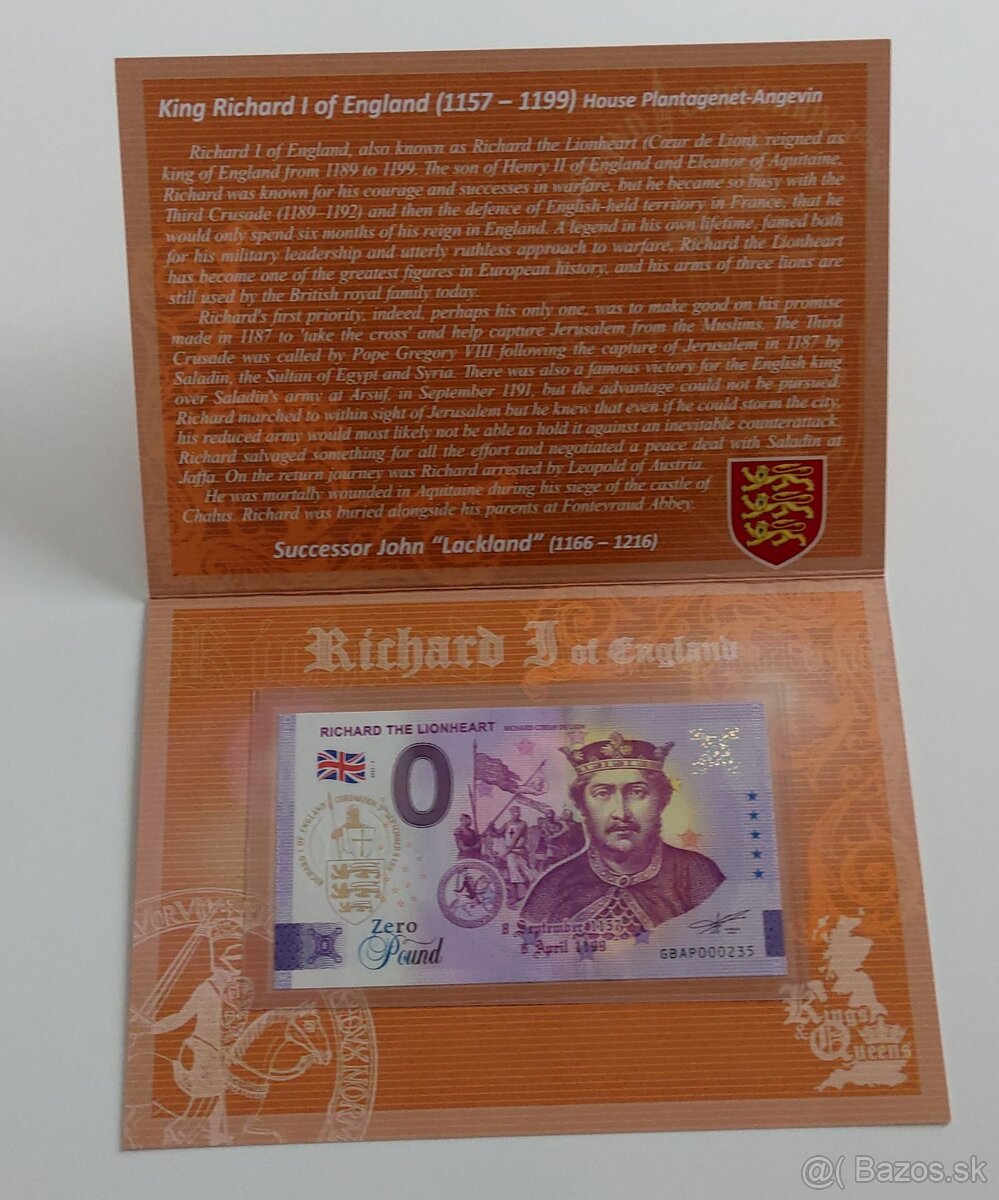 King Richard I of England (1157 – 1199) House Plantagenet-Angevin
Richard I of England, also known as Richard the Lionheart (Cœur de Lion), reigned as
king of England from 1189 to 1199. The son of Henry II of England and Eleanor of Aquitaine,
Richard was known for his courage and successes in warfare, but he became so busy with the
Third Crusade (1189–1192) and then the defence of English-held territory in France, that he
would only spend six months of his reign in England. A legend in his own lifetime, famed both
for his military leadership and utterly ruthless approach to warfare, Richard the Lionheart
has become one of the greatest figures in European history, and his arms of three lions are
still used by the British royal family today.
Richard's first priority, indeed, perhaps his only one, was to make good on his promise
made in 1187 to 'take the cross' and help capture Jerusalem from the Muslims. The Third
Crusade was called by Pope Gregory VIII following the capture of Jerusalem in 1187 by
Saladin, the Sultan of Egypt and Syria. There was also a famous victory for the English king
over Saladin's army at Arsuf, in September 1191, but the advantage could not be pursued.
Richard marched to within sight of Jerusalem but he knew that even if he could storm the city,
his reduced army would most likely not be able to hold it against an inevitable counterattack.
Richard salvaged something for all the effort and negotiated a peace deal with Saladin at
Jaffa. On the return journey was Richard arrested by Leopold of Austria.
He was mortally wounded in Aquitaine during his siege of the castle of
Chalus. Richard was buried alongside his parents at Fontevraud Abbey.
Successor John "Lackland" (1166 – 1216)
Richard I of England
RICHARD THE LIONHEART RICHARD COEUR DE LION
0
RICHARD I OF ENGLAND CORONATION
Zero
Pound
8 September 1157
6 April 1199
GBAP000235
Kings
& Queens
@( Bazos.sk